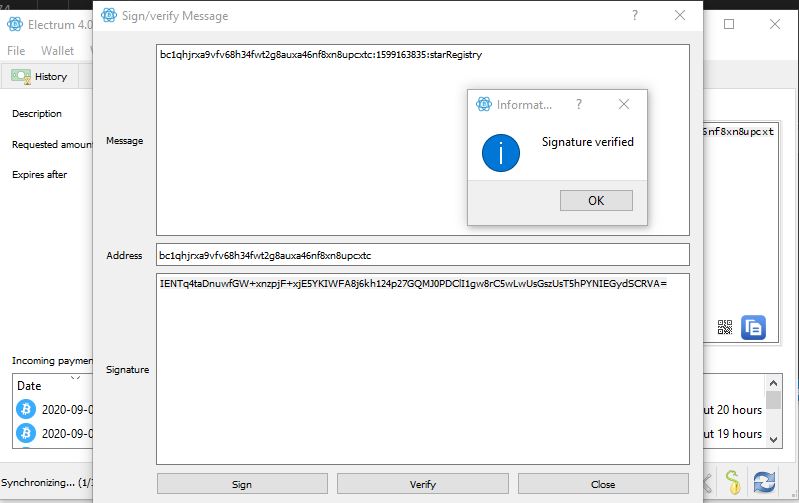 Electrum 4.0
Sign/verify Message
?
File Wallet
History
Description
Requested amount
Expires after
Message
bc1qhjrxa9vfv68h34fwt2g8auxa46nf8xn8upcxtc:1599163835:starRegistry
Informat... ?
Signature verified
OK
6nf8xn8upcxt
Address
bc1qhjrxa9vfv68h34fwt2g8auxa46nf8xn8upcxtc
Signature
IENTq4taDnuwfGW+xnzpjF+xjE5YKIWFA8j6kh124p27GQMJ0PDClI1gw8rC5wLwUsGszUsT5hPYNIEGydSCRVA=
Incoming paymen
Date
2020-09-0
ut 20 hours
2020-09-0
ut 19 hours
Synchronizing... (1/
Sign
Verify
Close